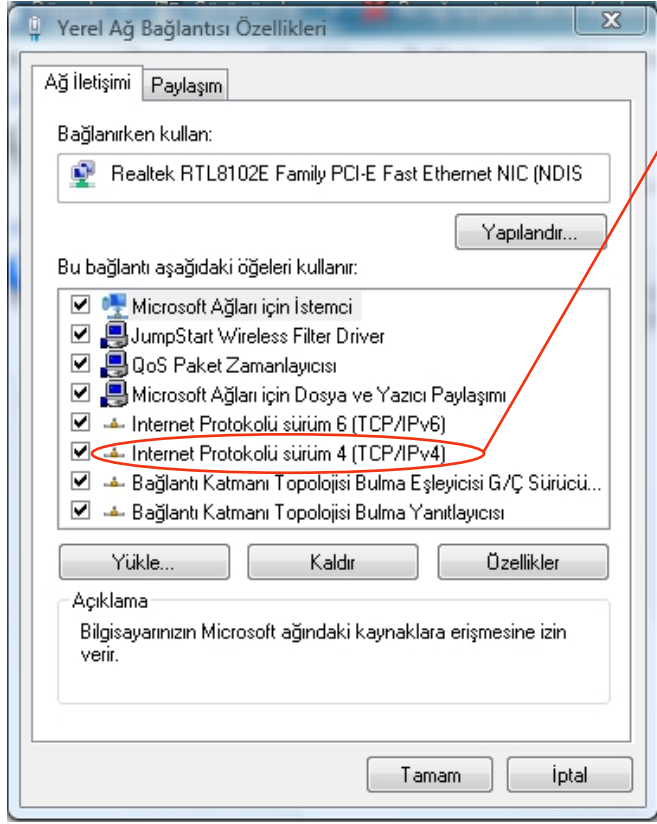 Yerel Ağ Bağlantısı Özellikleri
Ağ İletişimi
Paylaşım
Bağlanırken kullan:
Realtek RTL8102E Family PCI-E Fast Ethernet NIC (NDIS
Yapılandır...
Bu bağlantı aşağıdaki öğeleri kullanır:
Microsoft Ağları için İstemci
JumpStart Wireless Filter Driver
QoS Paket Zamanlayıcısı
Microsoft Ağları için Dosya ve Yazıcı Paylaşımı
Internet Protokolü sürüm 6 (TCP/IPv6)
Internet Protokolü sürüm 4 (TCP/IPv4)
Bağlantı Katmanı Topolojisi Bulma Eşleyicisi G/Ç Sürücü...
Bağlantı Katmanı Topolojisi Bulma Yanıtlayıcısı
Yükle...
Kaldır
Özellikler
Açıklama
Bilgisayarınızın Microsoft ağındaki kaynaklara erişmesine izin
verir.
Tamam
İptal